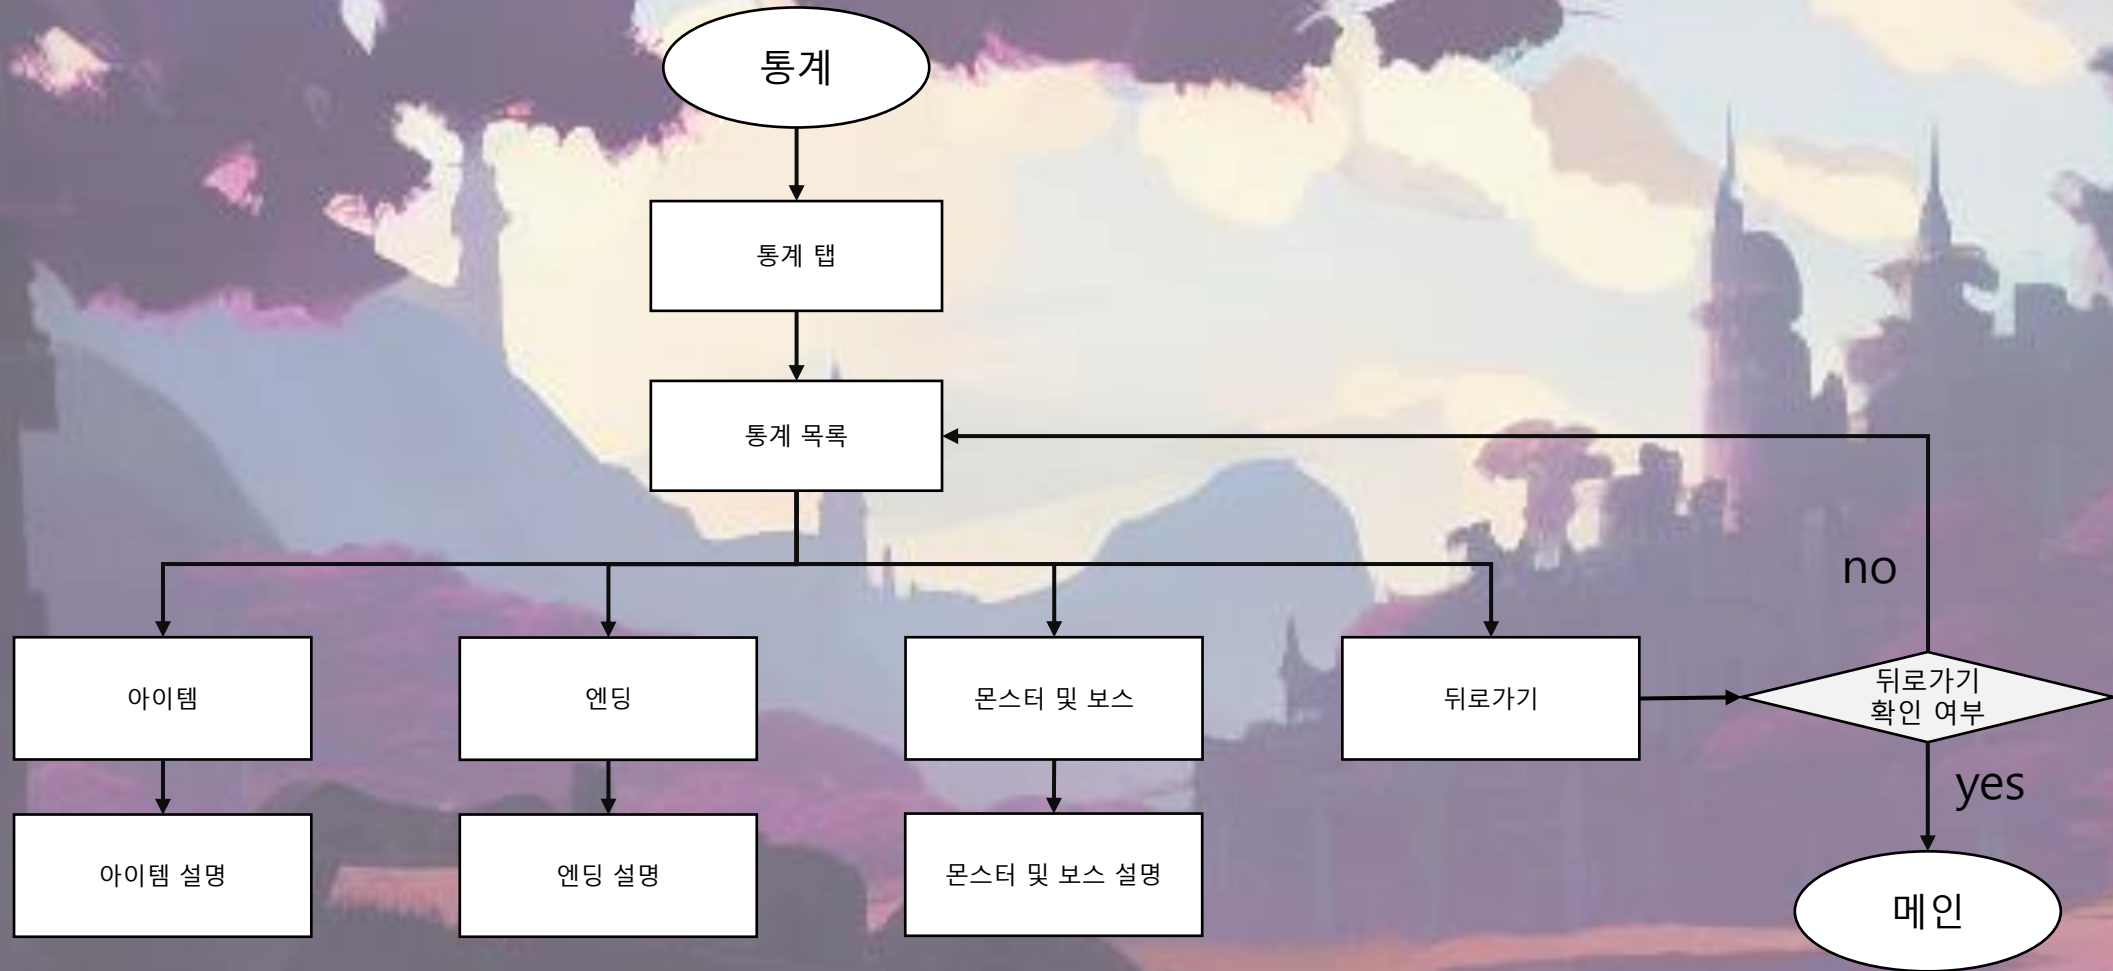 통계
통계 탭
통계 목록
no
아이템
엔딩
몬스터 및 보스
뒤로가기
뒤로가기
확인 여부
yes
아이템 설명
엔딩 설명
몬스터 및 보스 설명
메인